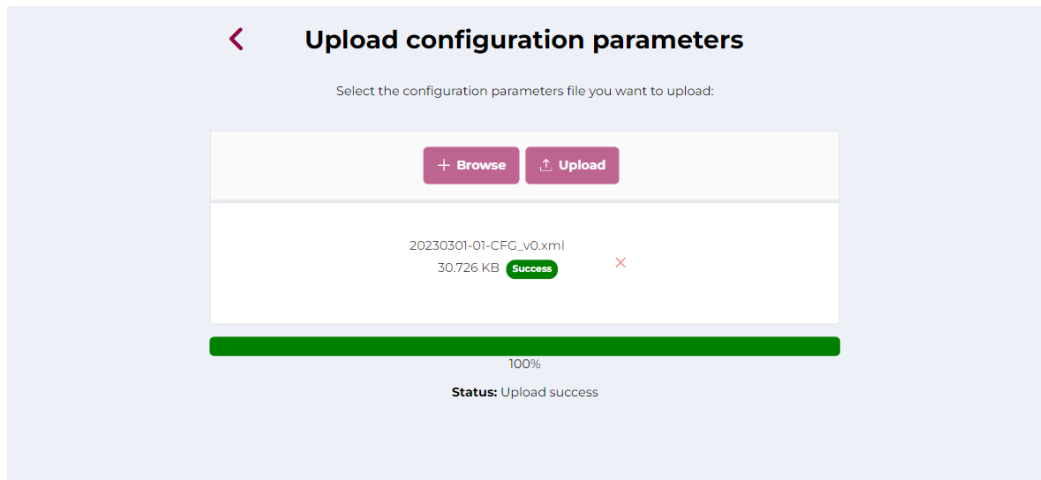 Upload configuration parameters
Select the configuration parameters file you want to upload:
Browse Upload
20230301-01-CFG_v0.xml
30.726 KB Success
100%
Status: Upload success